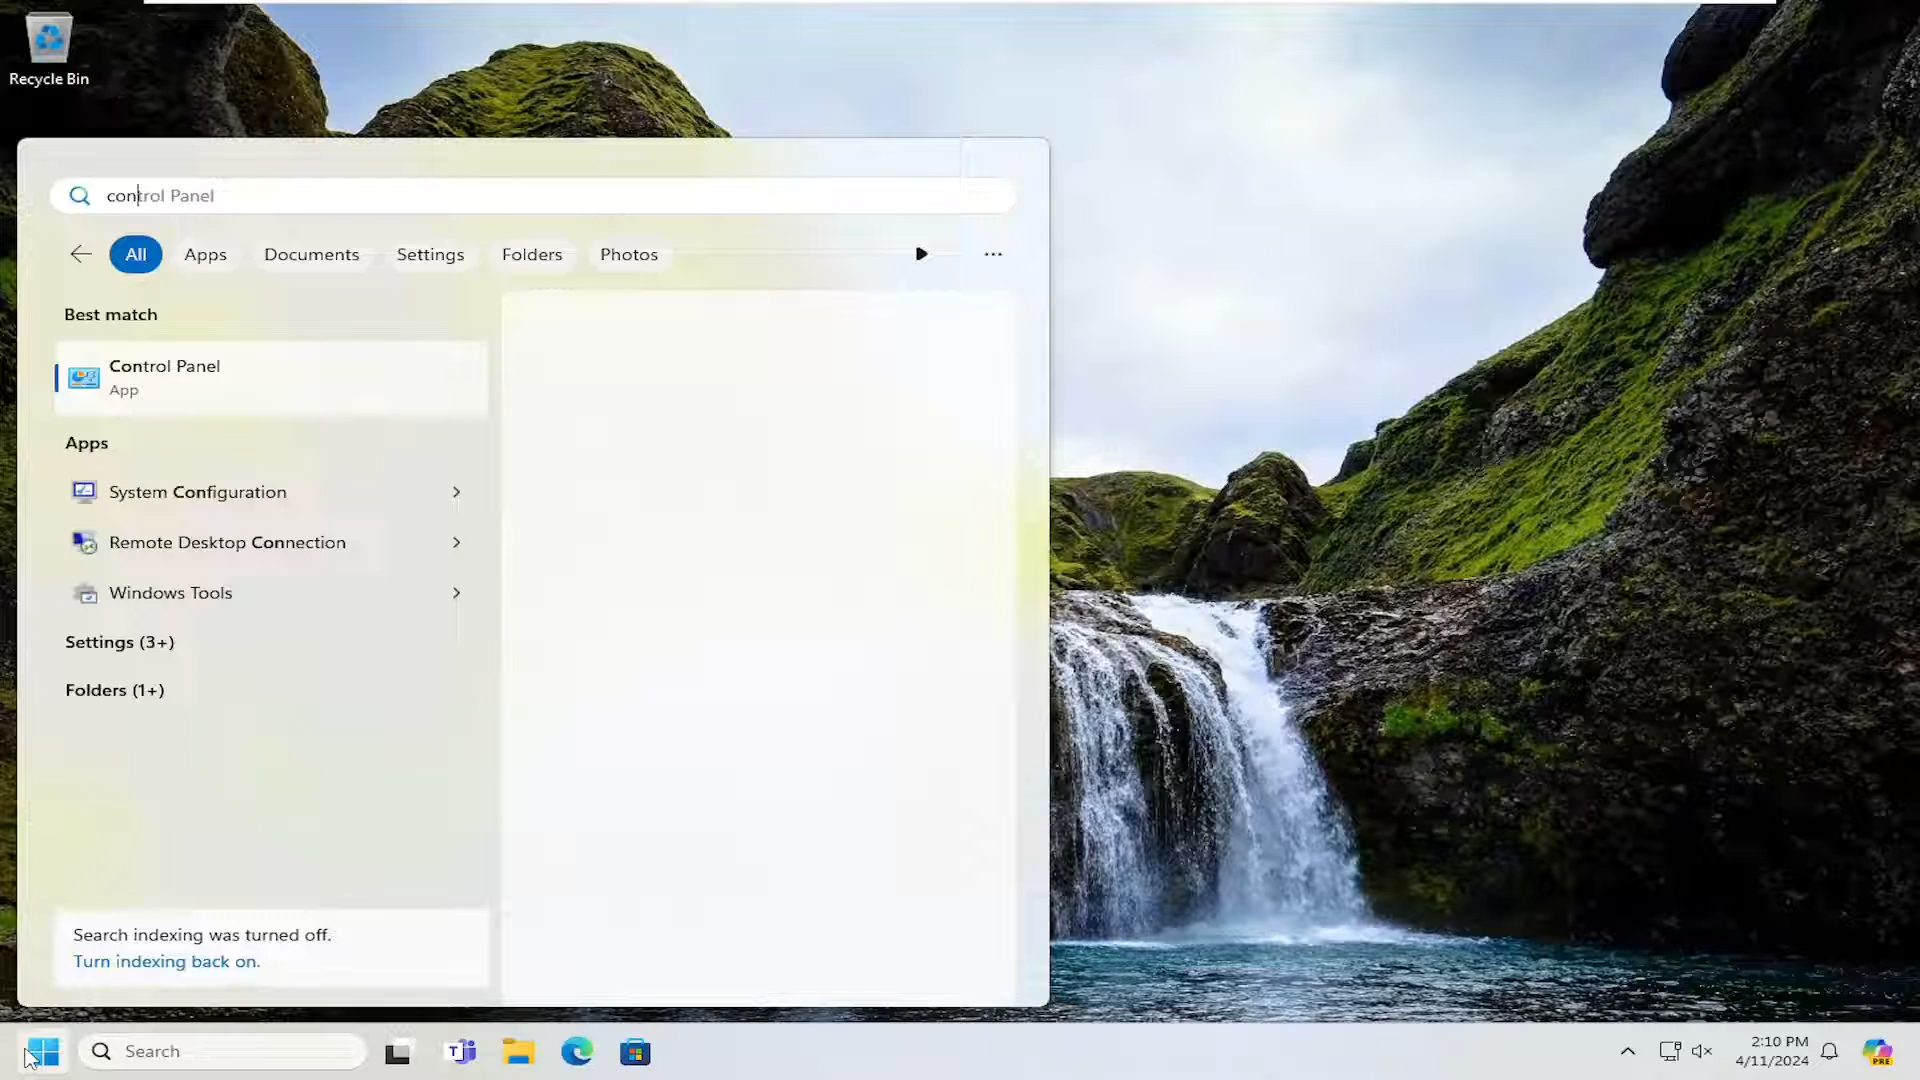 Recycle Bin
control Panel
All
Apps
Documents
Settings
Folders
Photos
Best match
Control Panel
App
Apps
System Configuration
Remote Desktop Connection
Windows Tools
Settings (3+)
Folders (1+)
Search indexing was turned off.
Turn indexing back on.
Search
T
2:10 PM
4/11/2024
PRE